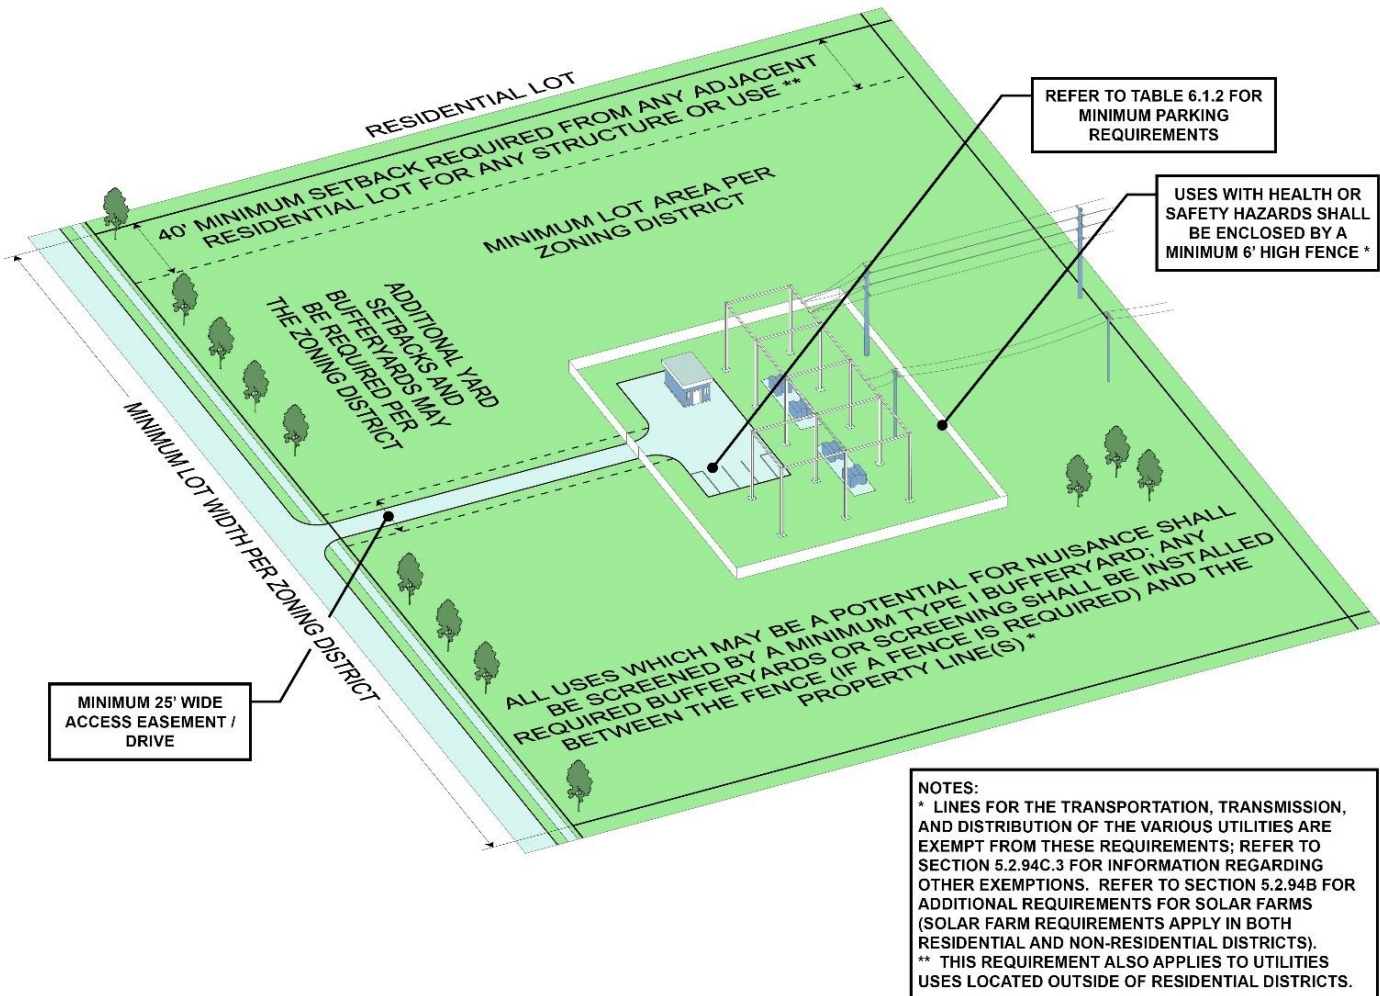 RESIDENTIAL LOT
40' MINIMUM SETBACK REQUIRED FROM ANY ADJACENT
RESIDENTIAL LOT FOR ANY STRUCTURE OR USE **
MINIMUM LOT AREA PER
ZONING DISTRICT
REFER TO TABLE 6.1.2 FOR
MINIMUM PARKING
REQUIREMENTS
USES WITH HEALTH OR
SAFETY HAZARDS SHALL
BE ENCLOSED BY A
MINIMUM 6' HIGH FENCE *
ADDITIONAL YARD
SETBACKS AND
BUFFERYARDS MAY
BE REQUIRED PER
THE ZONING DISTRICT
MINIMUM LOT WIDTH PER ZONING DISTRICT
ALL USES WHICH MAY BE A POTENTIAL FOR NUISANCE SHALL
BE SCREENED BY A MINIMUM TYPE I BUFFERYARD; ANY
REQUIRED BUFFERYARDS OR SCREENING SHALL BE INSTALLED
BETWEEN THE FENCE (IF A FENCE IS REQUIRED) AND THE
PROPERTY LINE(S) *
MINIMUM 25' WIDE
ACCESS EASEMENT /
DRIVE
NOTES:
* LINES FOR THE TRANSPORTATION, TRANSMISSION,
AND DISTRIBUTION OF THE VARIOUS UTILITIES ARE
EXEMPT FROM THESE REQUIREMENTS; REFER TO
SECTION 5.2.94C.3 FOR INFORMATION REGARDING
OTHER EXEMPTIONS. REFER TO SECTION 5.2.94B FOR
ADDITIONAL REQUIREMENTS FOR SOLAR FARMS
(SOLAR FARM REQUIREMENTS APPLY IN BOTH
RESIDENTIAL AND NON-RESIDENTIAL DISTRICTS).
** THIS REQUIREMENT ALSO APPLIES TO UTILITIES
USES LOCATED OUTSIDE OF RESIDENTIAL DISTRICTS.